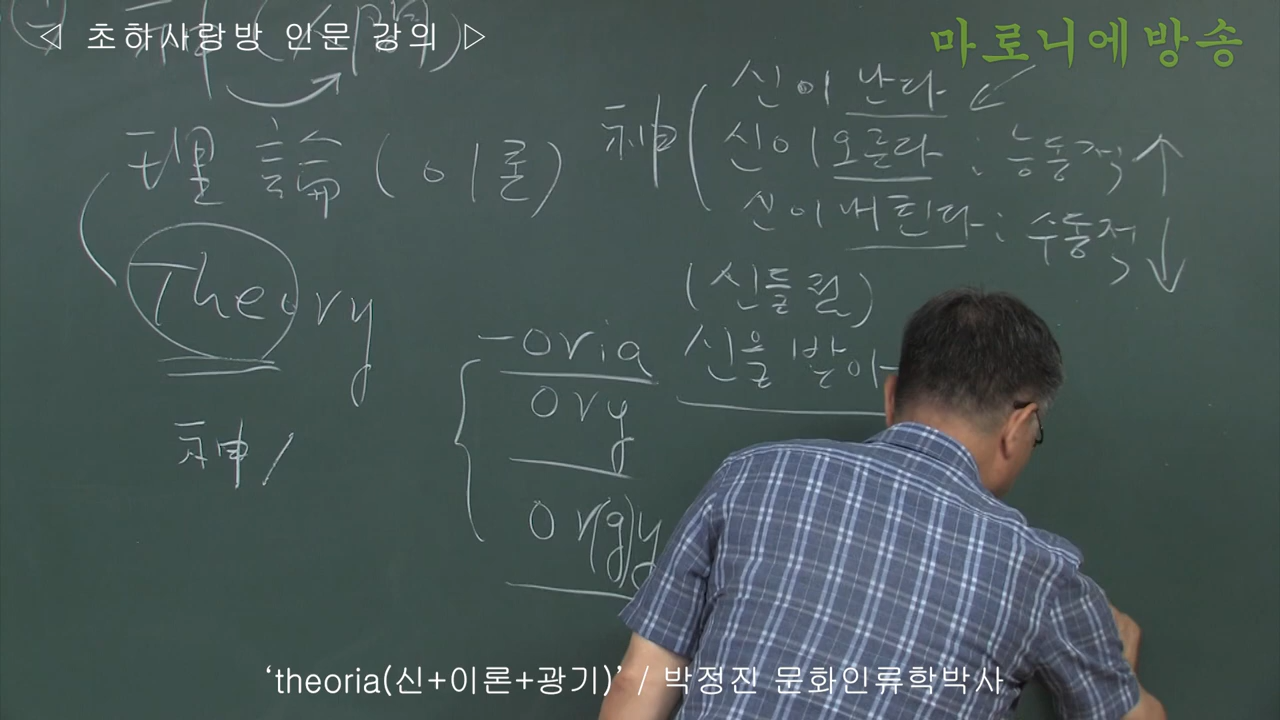 ◁ 초하사랑방 인문 강의 ▷
마로니에방송
理論 (이론)
Theory
神
神
신이 난다
신이 오른다 : 능동적 ↑
신이 내린다 : 수동적 ↓
(신들림)
신을 받아
-oria
ory
or(g)y
‘theoria(신+이론+광기)’ / 박정진 문화인류학박사